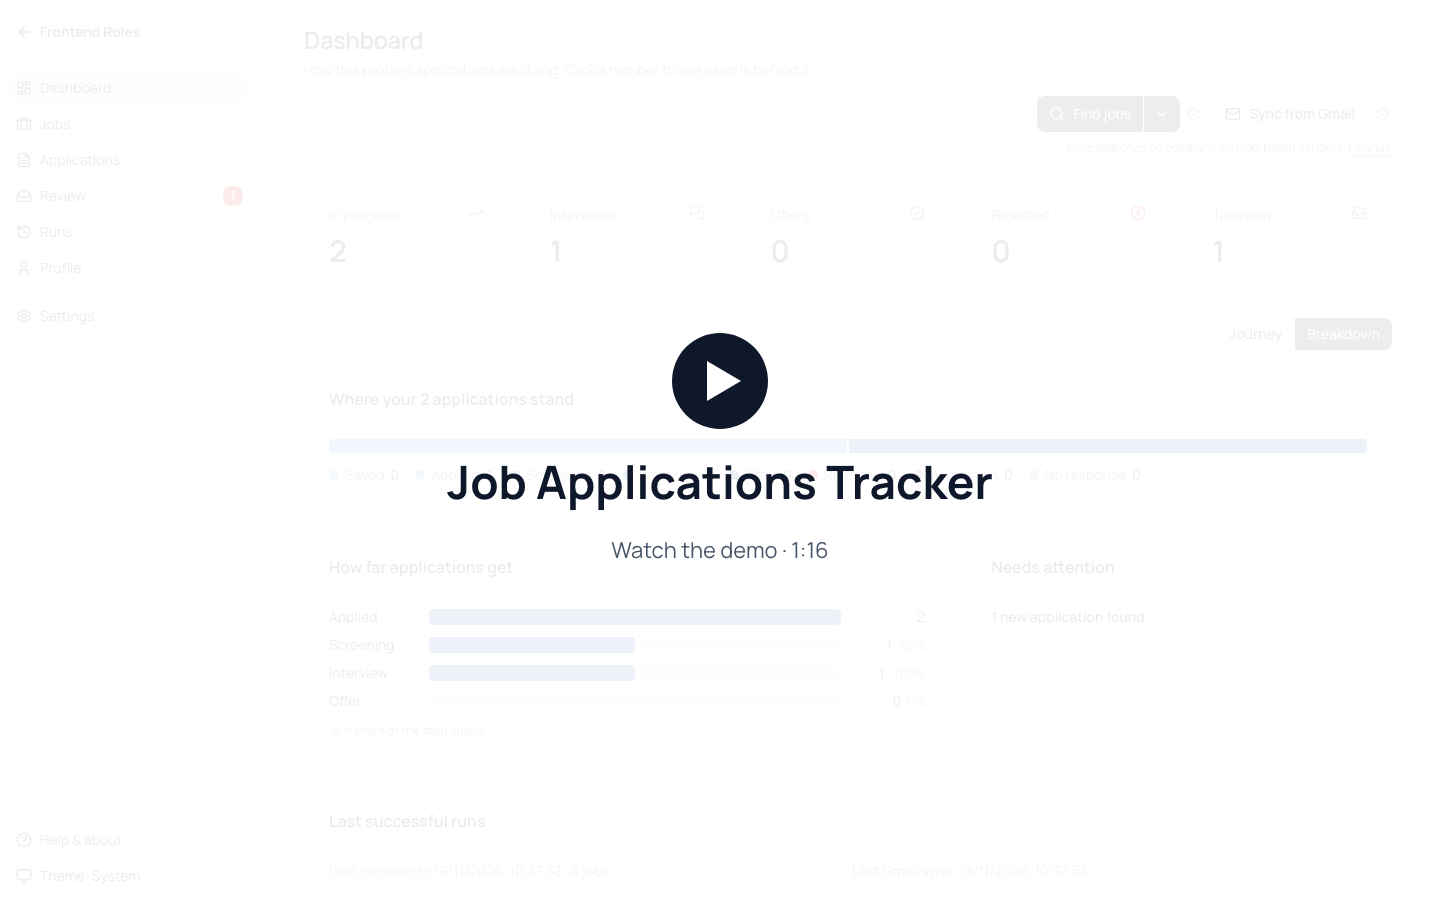 Frontend Roles
Dashboard
Jobs
Applications
Review 1
Runs
Profile
Settings
Help & about
Theme: System
Dashboard
How this profile's applications are doing. Click a number to see what is behind it.
Find jobs
Sync from Gmail
Sync searches by company and job-board senders. Change
In progress
2
Interviews
1
Offers
0
Rejected
0
To review
1
Journey
Breakdown
Where your 2 applications stand
Saved 0
0
No response 0
Job Applications Tracker
Watch the demo · 1:16
How far applications get
Applied 2
Screening 1 50%
Interview 1 100%
Offer 0 0%
% = share of the step above
Needs attention
1 new application found
Last successful runs
Last job search: 19/11/2026, 10:37:33 · 4 jobs
Last Gmail sync 19/11/2026, 10:37:53